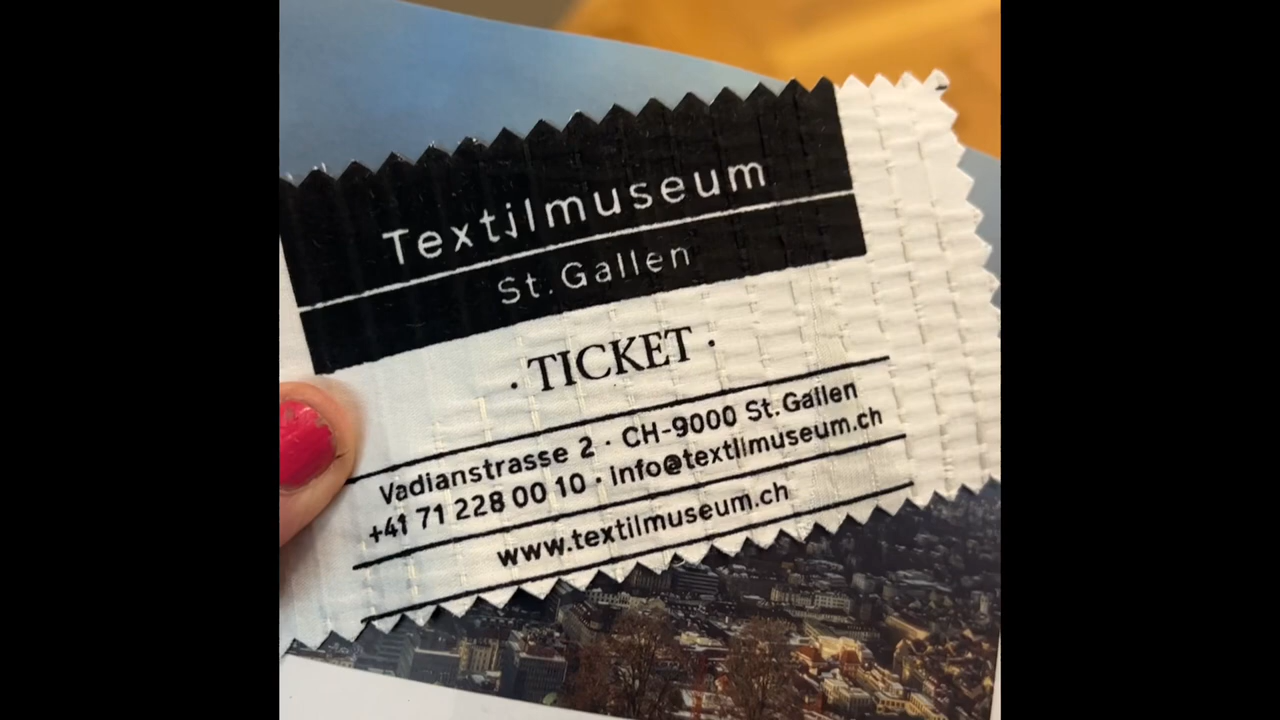 Textilmuseum
St.Gallen
· TICKET ·
Vadianstrasse 2 · CH-9000 St.Gallen
+41 71 228 00 10 · info@textilmuseum.ch
www.textilmuseum.ch